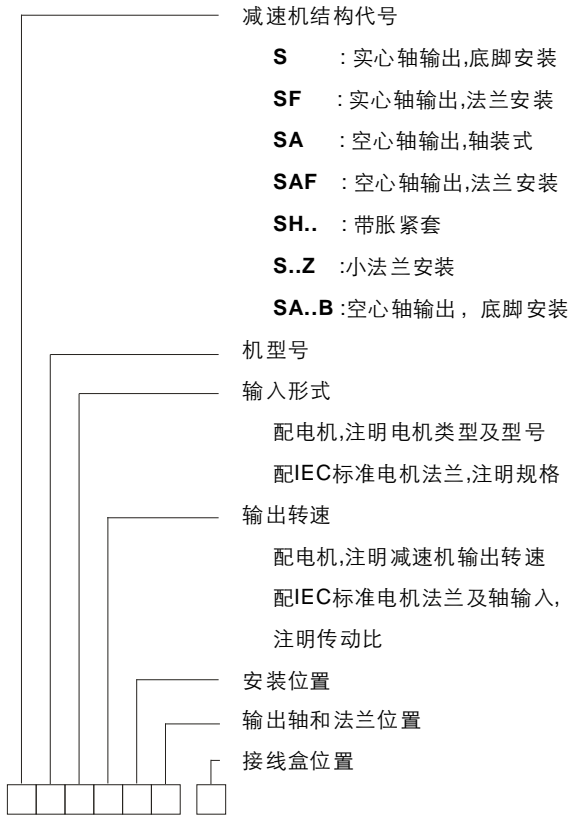 减速机结构代号
S : 实心轴输出,底脚安装
SF : 实心轴输出,法兰安装
SA : 空心轴输出,轴装式
SAF : 空心轴输出,法兰安装
SH.. : 带胀紧套
S..Z :小法兰安装
SA..B :空心轴输出，底脚安装
机型号
输入形式
配电机,注明电机类型及型号
配IEC标准电机法兰,注明规格
输出转速
配电机,注明减速机输出转速
配IEC标准电机法兰及轴输入,
注明传动比
安装位置
输出轴和法兰位置
接线盒位置